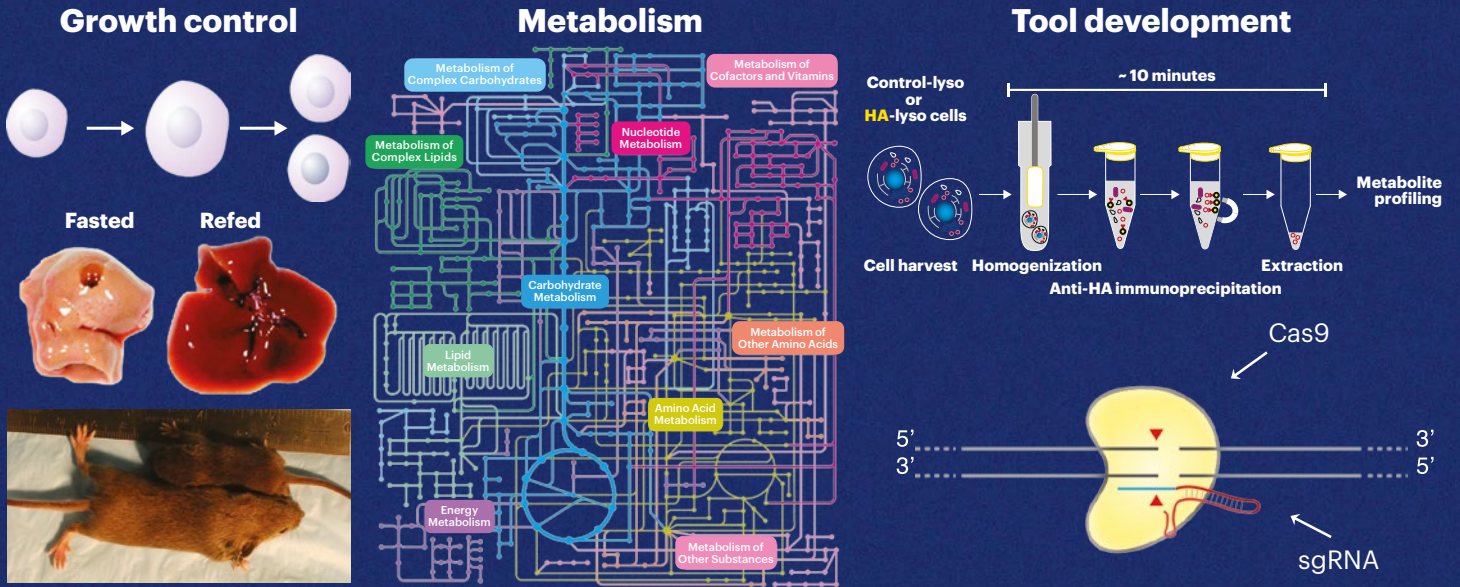 Growth control
Fasted
Refed
Metabolism
Metabolism of
Complex Carbohydrates
Metabolism of
Cofactors and Vitamins
Nucleotide
Metabolism
Metabolism of
Complex Lipids
Carbohydrate
Metabolism
Metabolism of
Other Amino Acids
Lipid
Metabolism
Amino Acid
Metabolism
Energy
Metabolism
Metabolism of
Other Substances
Tool development
~ 10 minutes
Control-lyso
or
HA-lyso cells
Metabolite
profiling
Cell harvest
Homogenization
Extraction
Anti-HA immunoprecipitation
Cas9
5’
3’
3’
5’
sgRNA